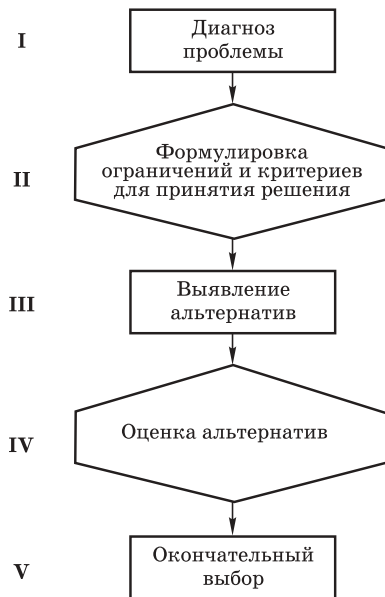 I
Диагноз
проблемы
II
Формулировка
ограничений и критериев
для принятия решения
III
Выявление
альтернатив
IV
Оценка альтернатив
V
Окончательный
выбор